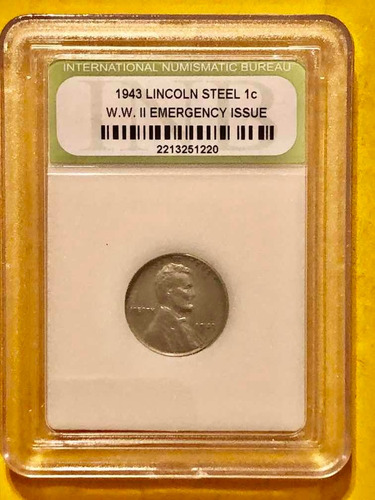 INTERNATIONAL NUMISMATIC BUREAU
1943 LINCOLN STEEL 1c
W.W. II EMERGENCY ISSUE
2213251220